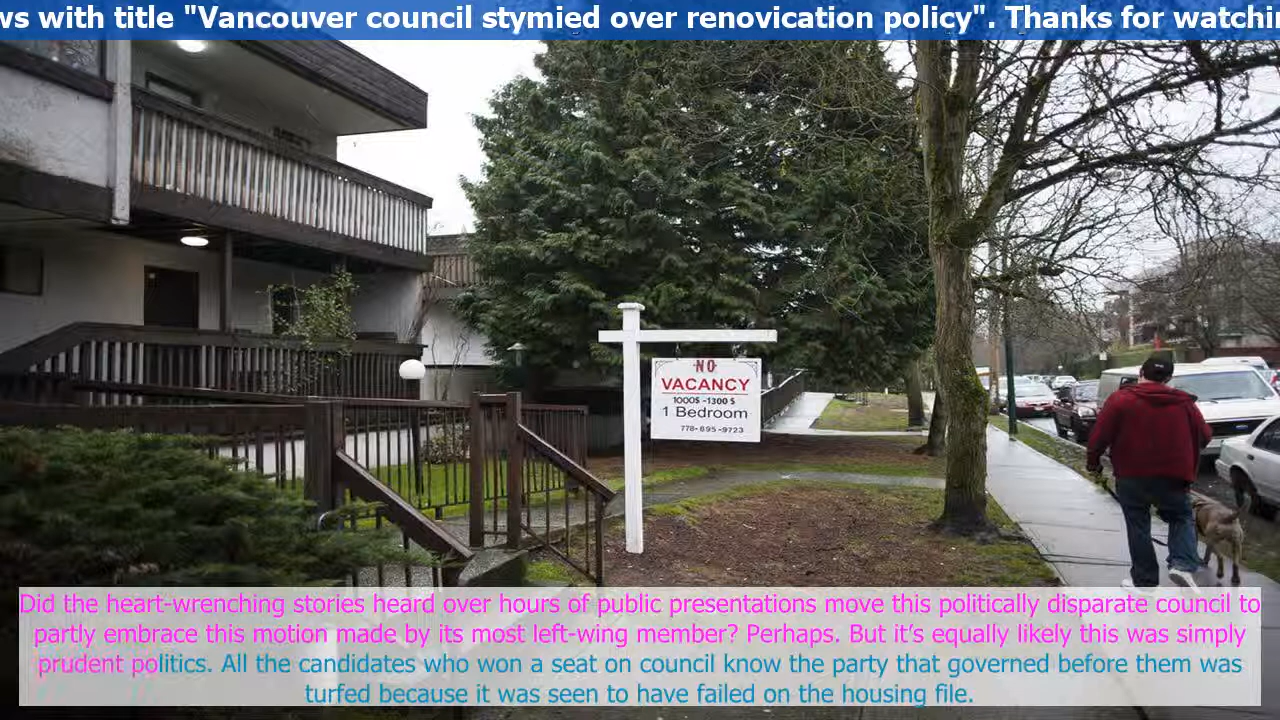 ws with title "Vancouver council stymied over renovication policy". Thanks for watchin
NO
VACANCY
1000$ -1300 $
1 Bedroom
778-895-9723
Did the heart-wrenching stories heard over hours of public presentations move this politically disparate council to
partly embrace this motion made by its most left-wing member? Perhaps. But it’s equally likely this was simply
prudent politics. All the candidates who won a seat on council know the party that governed before them was
turfed because it was seen to have failed on the housing file.